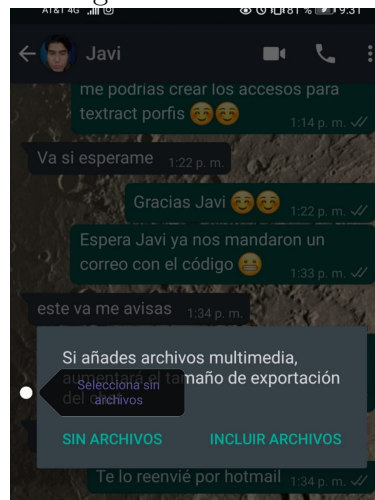 AT&T 4G
81 % 9:31
Javi
me podrías crear los accesos para
textract porfis
1:14 p. m.
Va si esperame 1:22 p. m.
Gracias Javi
1:22 p. m.
Espera Javi ya nos mandaron un
correo con el código
1:33 p. m.
este va me avisas 1:34 p. m.
Si añades archivos multimedia,
aumentará el tamaño de exportación
del
Selecciona sin
archivos
SIN ARCHIVOS INCLUIR ARCHIVOS
Te lo reenvié por hotmail 1:34 p. m.